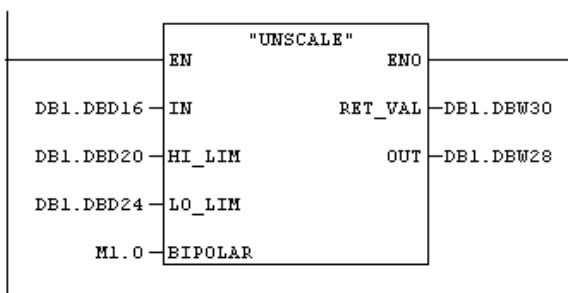 "UNSCALE"
EN ENO
DB1.DBD16 IN RET_VAL DB1.DBW30
DB1.DBD20 HI_LIM OUT DB1.DBW28
DB1.DBD24 LO_LIM
M1.0 BIPOLAR